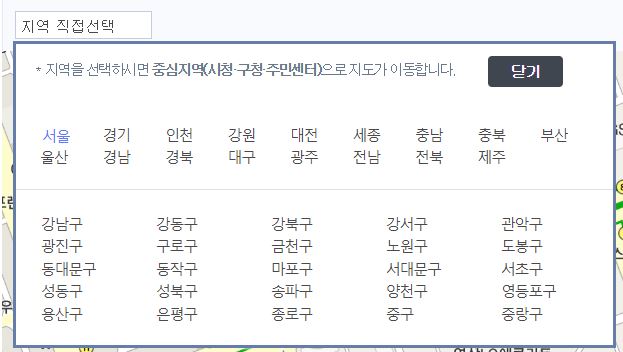 지역 직접선택
* 지역을 선택하시면 중심지역(시청·구청·주민센터)으로 지도가 이동합니다. 닫기
서울 경기 인천 강원 대전 세종 충남 충북 부산
울산 경남 경북 대구 광주 전남 전북 제주
강남구 강동구 강북구 강서구 관악구
광진구 구로구 금천구 노원구 도봉구
동대문구 동작구 마포구 서대문구 서초구
성동구 성북구 송파구 양천구 영등포구
용산구 은평구 종로구 중구 중랑구